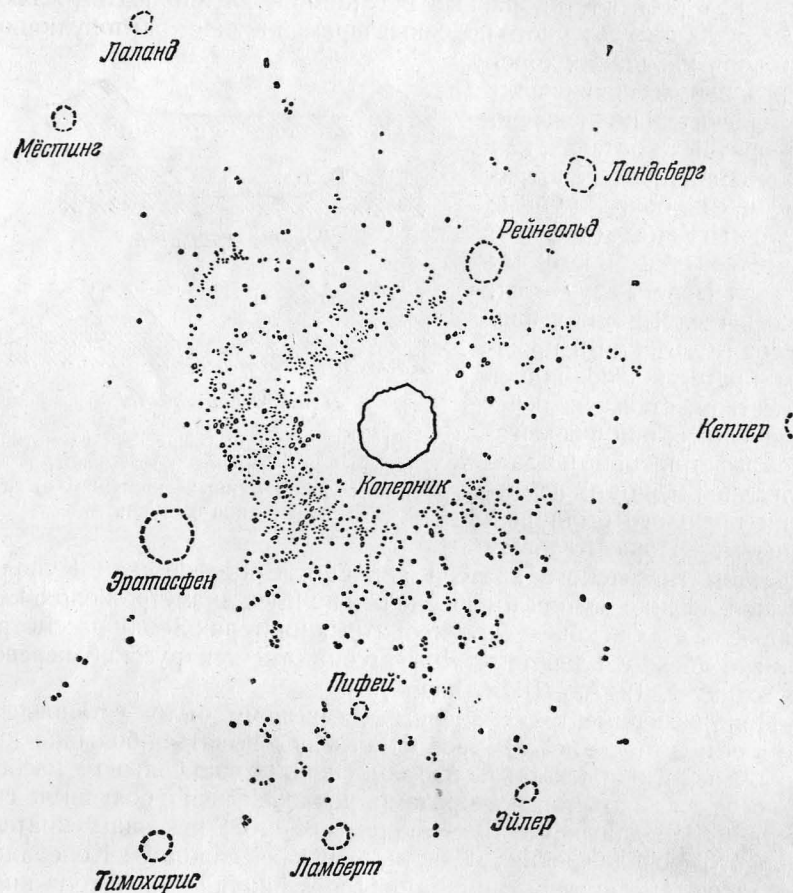 Лаланд
Мёстинг
Ландсберг
Рейнгольд
Кеплер
Коперник
Эратосфен
Пифей
Эйлер
Тимохарис
Ламберт